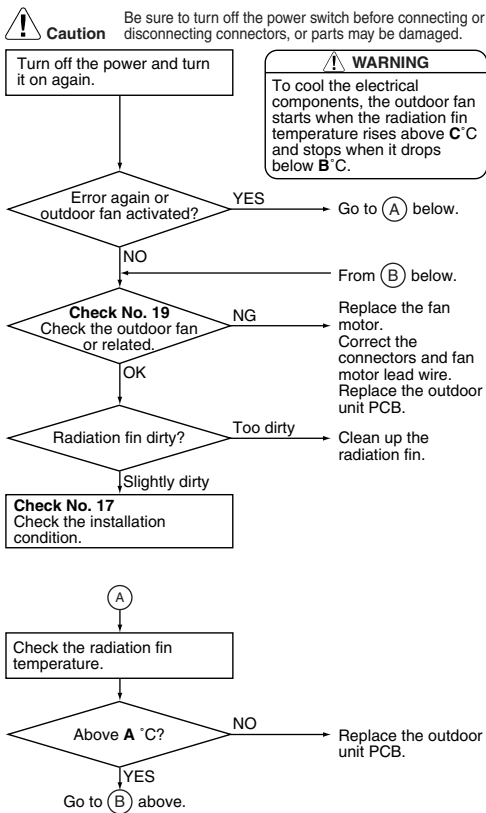 Caution
Be sure to turn off the power switch before connecting or
disconnecting connectors, or parts may be damaged.
Turn off the power and turn
it on again.
WARNING
To cool the electrical
components, the outdoor fan
starts when the radiation fin
temperature rises above C˚C
and stops when it drops
below B˚C.
Error again or
outdoor fan activated?
YES
Go to A below.
NO
From B below.
Check No. 19
Check the outdoor fan
or related.
NG
Replace the fan
motor.
Correct the
connectors and fan
motor lead wire.
Replace the outdoor
unit PCB.
OK
Radiation fin dirty?
Too dirty
Clean up the
radiation fin.
Slightly dirty
Check No. 17
Check the installation
condition.
A
Check the radiation fin
temperature.
Above A ˚C?
NO
Replace the outdoor
unit PCB.
YES
Go to B above.